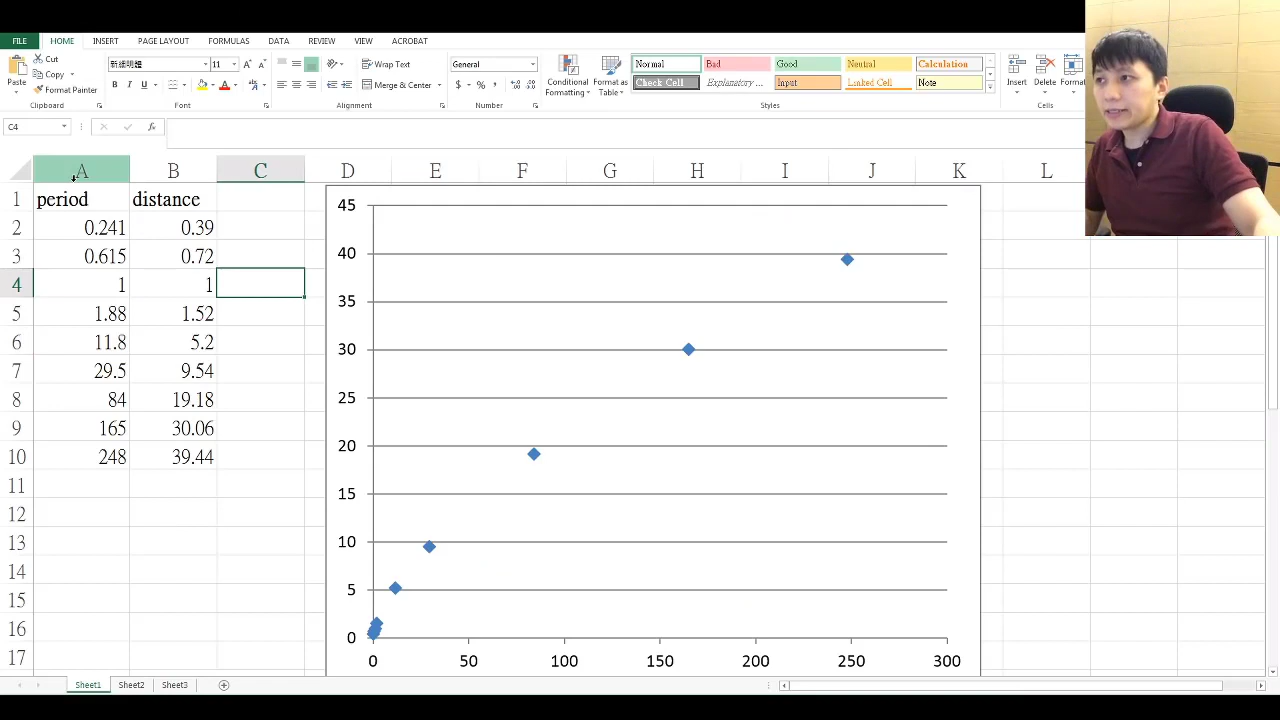 FILE HOME INSERT PAGE LAYOUT FORMULAS DATA REVIEW VIEW ACROBAT
Cut
Copy
Format Painter
Paste
Clipboard
新細明體 11
B I U
Font
Wrap Text
Merge & Center
Alignment
General
$ % ,
Number
Conditional Formatting
Format as Table
Normal Bad Good Neutral Calculation
Check Cell Explanatory ... Input Linked Cell Note
Styles
Insert Delete Format
Cells
C4 fx
A B C D E F G H I J K L
1 period distance
2 0.241 0.39
3 0.615 0.72
4 1 1
5 1.88 1.52
6 11.8 5.2
7 29.5 9.54
8 84 19.18
9 165 30.06
10 248 39.44
11
12
13
14
15
16
17
45
40
35
30
25
20
15
10
5
0
0 50 100 150 200 250 300
Sheet1 Sheet2 Sheet3